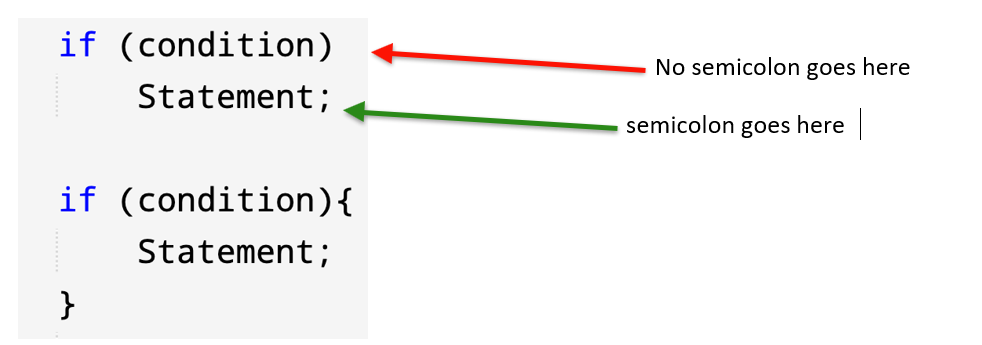 if (condition)
No semicolon goes here
Statement;
semicolon goes here
if (condition){
Statement;
}